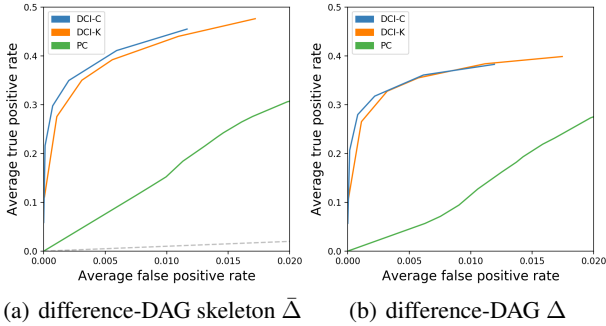 0.5
0.4
0.3
0.2
0.1
0.0
0.000
0.005
0.010
0.015
0.020
Average true positive rate
Average false positive rate
DCI-C
DCI-K
PC
(a) difference-DAG skeleton Δ̄
0.5
0.4
0.3
0.2
0.1
0.0
0.000
0.005
0.010
0.015
0.020
Average true positive rate
Average false positive rate
DCI-C
DCI-K
PC
(b) difference-DAG Δ